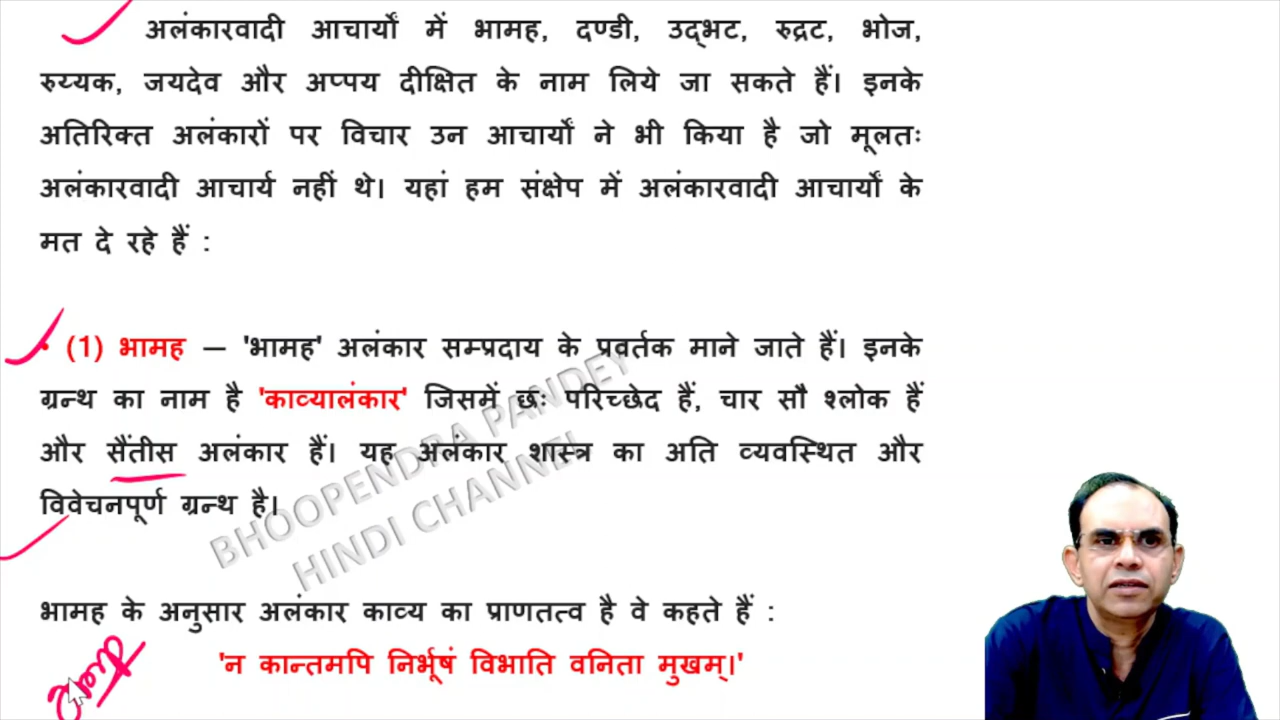 अलंकारवादी आचार्यों में भामह, दण्डी, उद्भट, रुद्रट, भोज,
रुय्यक, जयदेव और अप्पय दीक्षित के नाम लिये जा सकते हैं। इनके
अतिरिक्त अलंकारों पर विचार उन आचार्यों ने भी किया है जो मूलतः
अलंकारवादी आचार्य नहीं थे। यहां हम संक्षेप में अलंकारवादी आचार्यों के
मत दे रहे हैं :
(1) भामह — 'भामह' अलंकार सम्प्रदाय के प्रवर्तक माने जाते हैं। इनके
ग्रन्थ का नाम है 'काव्यालंकार' जिसमें छः परिच्छेद हैं, चार सौ श्लोक हैं
और सैंतीस अलंकार हैं। यह अलंकार शास्त्र का अति व्यवस्थित और
विवेचनपूर्ण ग्रन्थ है।
BHOOPENDRA PANDEY
HINDI CHANNEL
भामह के अनुसार अलंकार काव्य का प्राणतत्व है वे कहते हैं :
'न कान्तमपि निर्भूषं विभाति वनिता मुखम्।'